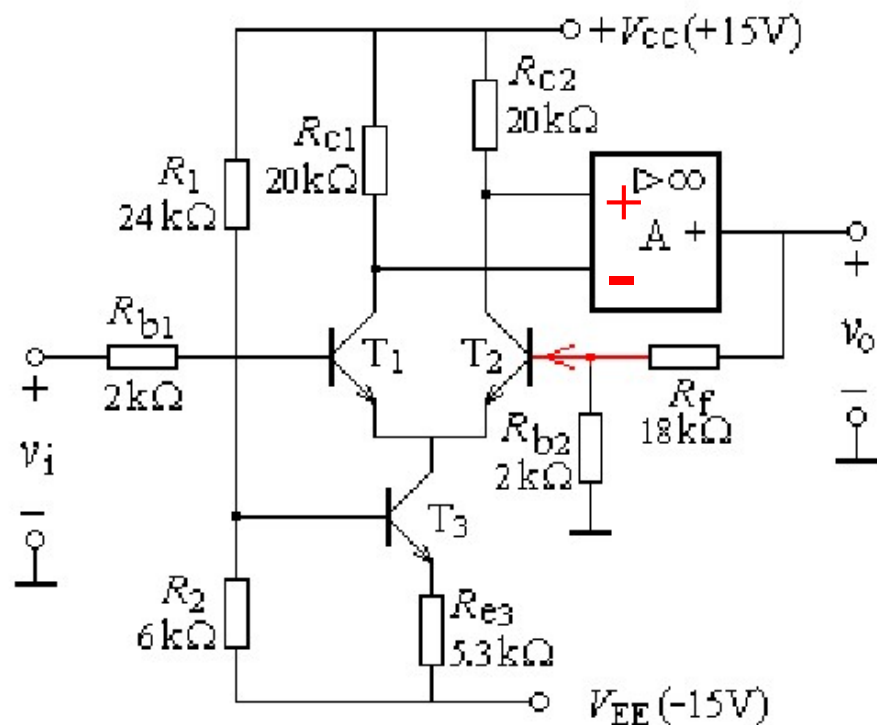 +VCC(+15V)
Rc2
20kΩ
Rc1
20kΩ
R1
24kΩ
▷∞
+
A +
-
Rb1
2kΩ
T1
T2
+
vi
−
Rf
18kΩ
Rb2
2kΩ
+
vo
−
T3
R2
6kΩ
Re3
5.3kΩ
VEE(-15V)